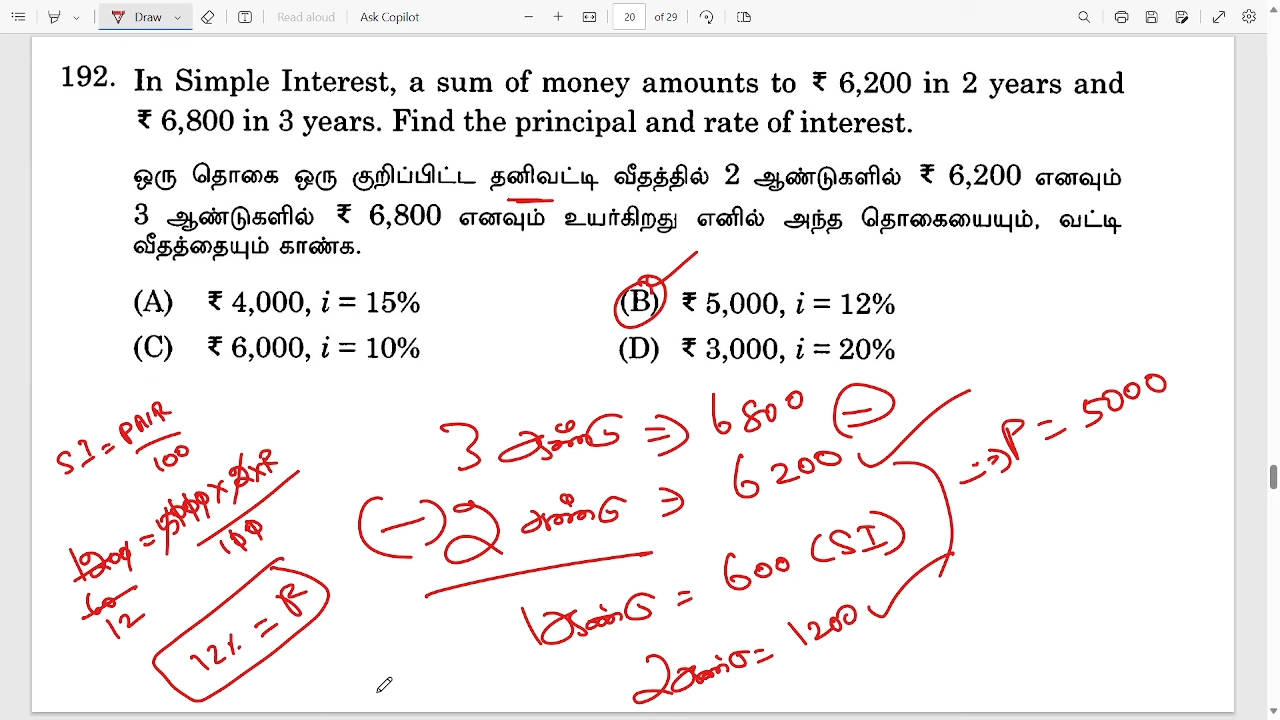 Draw
Read aloud
Ask Copilot
20
of 29
192. In Simple Interest, a sum of money amounts to ₹ 6,200 in 2 years and
₹ 6,800 in 3 years. Find the principal and rate of interest.
ஒரு தொகை ஒரு குறிப்பிட்ட தனிவட்டி வீதத்தில் 2 ஆண்டுகளில் ₹ 6,200 எனவும்
3 ஆண்டுகளில் ₹ 6,800 எனவும் உயர்கிறது எனில் அந்த தொகையையும், வட்டி
வீதத்தையும் காண்க.
(A) ₹ 4,000, i = 15%
(B) ₹ 5,000, i = 12%
(C) ₹ 6,000, i = 10%
(D) ₹ 3,000, i = 20%
3 ஆண்டு ⇒ 6800 (–)
(–) 2 ஆண்டு ⇒ 6200
1 ஆண்டு = 600 (SI)
2 ஆண்டு = 1200
⇒ P = 5000
100
12
12% = R